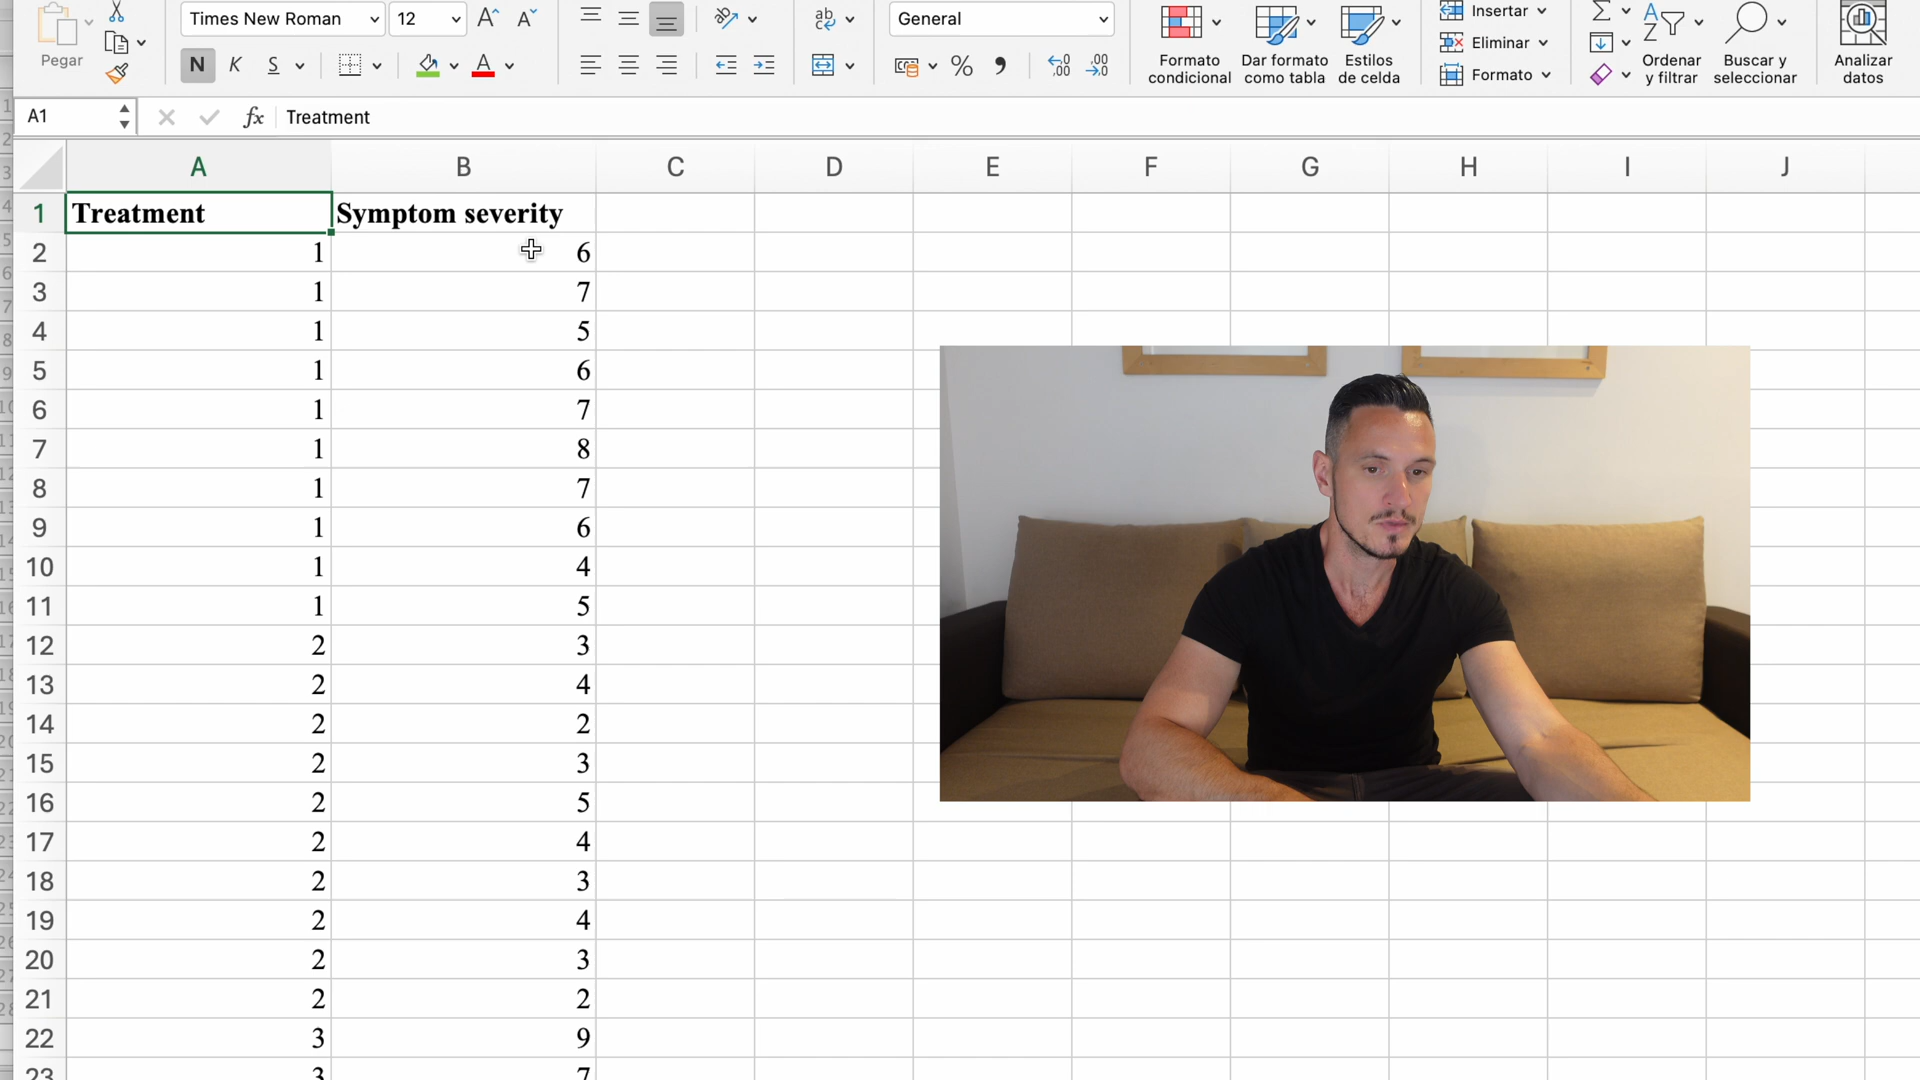 Times New Roman 12 ab General Insertar
Pegar N K S A % Formato condicional Dar formato como tabla Estilos de celda Eliminar Formato Ordenar y filtrar Buscar y seleccionar Analizar datos
A1 fx Treatment
A B C D E F G H I J
1 Treatment Symptom severity
2 1 6
3 1 7
4 1 5
5 1 6
6 1 7
7 1 8
8 1 7
9 1 6
10 1 4
11 1 5
12 2 3
13 2 4
14 2 2
15 2 3
16 2 5
17 2 4
18 2 3
19 2 4
20 2 3
21 2 2
22 3 9
23 3 7